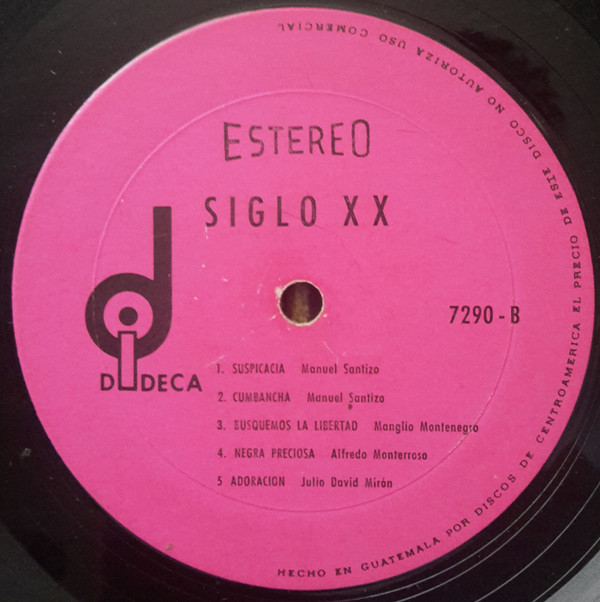 ESTEREO
SIGLO XX
DIDECA
7290 - B
1. SUSPICACIA Manuel Santizo
2. CUMBANCHA Manuel Santizo
3. BUSQUEMOS LA LIBERTAD Manglio Montenegro
4. NEGRA PRECIOSA Alfredo Monterroso
5 ADORACION Julio David Mirón
HECHO EN GUATEMALA POR DISCOS DE CENTROAMERICA EL PRECIO DE ESTE DISCO NO AUTORIZA USO COMERCIAL